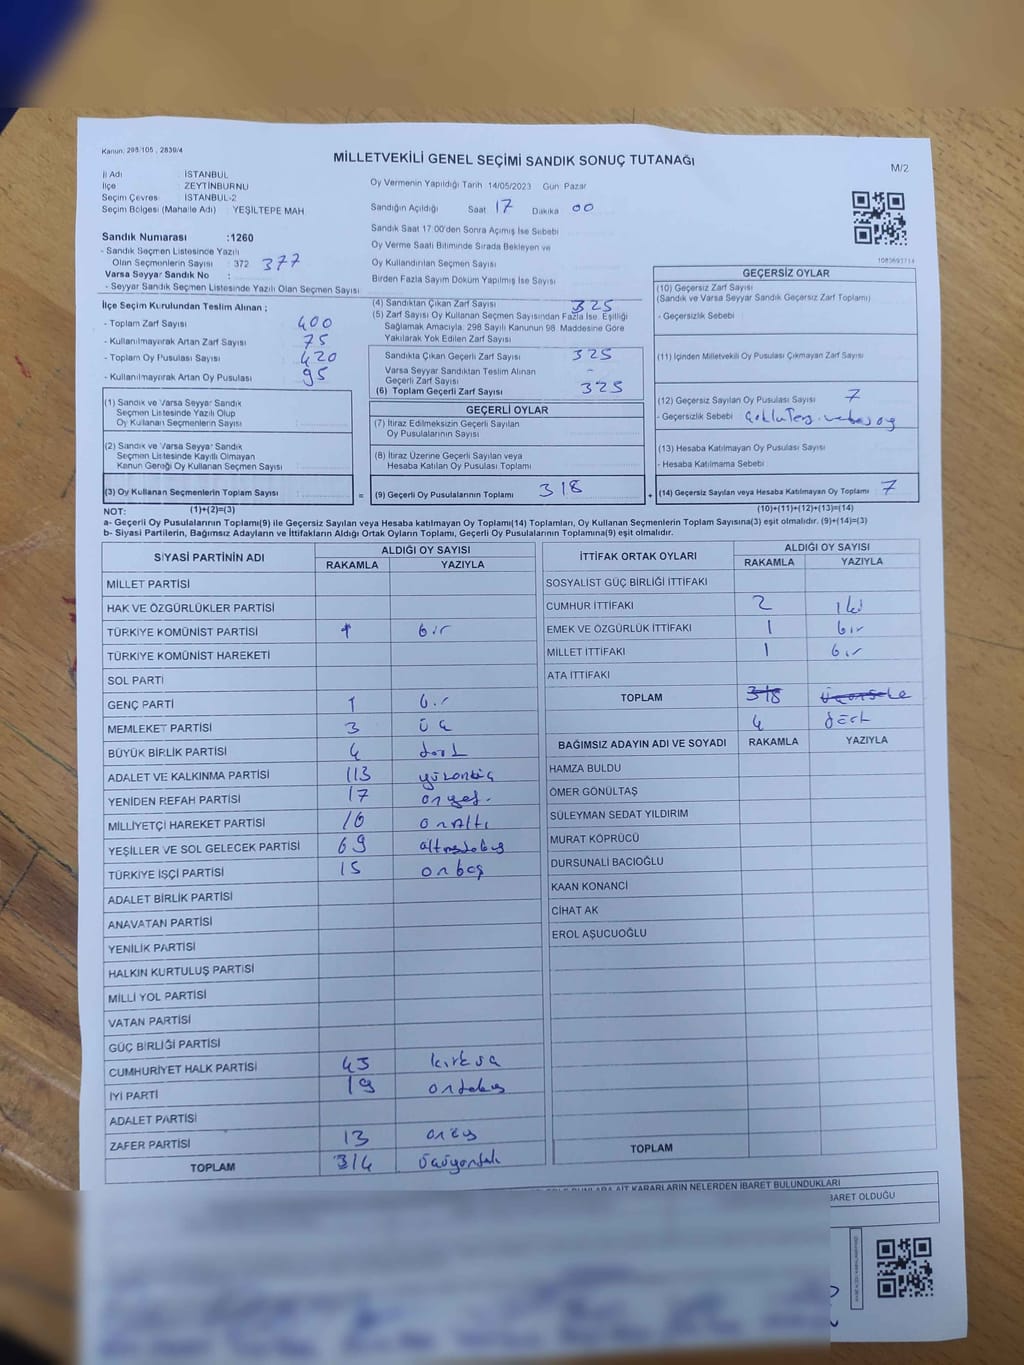 Kanun: 298/105 , 2839/4
MİLLETVEKİLİ GENEL SEÇİMİ SANDIK SONUÇ TUTANAĞI
M/2
İl Adı : İSTANBUL
İlçe : ZEYTİNBURNU
Seçim Çevresi : İSTANBUL-2
Seçim Bölgesi (Mahalle Adı) : YEŞİLTEPE MAH.
Oy Vermenin Yapıldığı Tarih :14/05/2023 Gün: Pazar
Sandığın Açıldığı Saat 17 Dakika 00
Sandık Saat 17:00'den Sonra Açılmış İse Sebebi
Oy Verme Saati Bitiminde Sırada Bekleyen ve
Oy Kullandırılan Seçmen Sayısı
Birden Fazla Sayım Döküm Yapılmış İse Sayısı
Sandık Numarası :1260
- Sandık Seçmen Listesinde Yazılı
Olan Seçmenlerin Sayısı : 372 377
Varsa Seyyar Sandık No :
- Seyyar Sandık Seçmen Listesinde Yazılı Olan Seçmen Sayısı
İlçe Seçim Kurulundan Teslim Alınan ;
- Toplam Zarf Sayısı 400
- Kullanılmayarak Artan Zarf Sayısı 75
- Toplam Oy Pusulası Sayısı 420
- Kullanılmayarak Artan Oy Pusulası 95
(4) Sandıktan Çıkan Zarf Sayısı 325
(5) Zarf Sayısı Oy Kullanan Seçmen Sayısından Fazla İse, Eşitliği
Sağlamak Amacıyla, 298 Sayılı Kanunun 98. Maddesine Göre
Yakılarak Yok Edilen Zarf Sayısı
Sandıkta Çıkan Geçerli Zarf Sayısı 325
Varsa Seyyar Sandıktan Teslim Alınan
Geçerli Zarf Sayısı -
(6) Toplam Geçerli Zarf Sayısı 325
GEÇERSİZ OYLAR
(10) Geçersiz Zarf Sayısı
(Sandık ve Varsa Seyyar Sandık Geçersiz Zarf Toplamı)
- Geçersizlik Sebebi :
(11) İçinden Milletvekili Oy Pusulası Çıkmayan Zarf Sayısı
(12) Geçersiz Sayılan Oy Pusulası Sayısı 7
- Geçersizlik Sebebi
(13) Hesaba Katılmayan Oy Pusulası Sayısı
- Hesaba Katılmama Sebebi
(14) Geçersiz Sayılan veya Hesaba Katılmayan Oy Toplamı 7
(10)+(11)+(12)+(13)=(14)
(1) Sandık ve Varsa Seyyar Sandık
Seçmen Listesinde Yazılı Olup
Oy Kullanan Seçmenlerin Sayısı :
(2) Sandık ve Varsa Seyyar Sandık
Seçmen Listesinde Kayıtlı Olmayan
Kanun Gereği Oy Kullanan Seçmen Sayısı
(3) Oy Kullanan Seçmenlerin Toplam Sayısı : =
NOT: (1)+(2)=(3)
GEÇERLİ OYLAR
(7) İtiraz Edilmeksizin Geçerli Sayılan
Oy Pusulalarının Sayısı
(8) İtiraz Üzerine Geçerli Sayılan veya
Hesaba Katılan Oy Pusulası Toplamı
(9) Geçerli Oy Pusulalarının Toplamı 318 +
a- Geçerli Oy Pusulalarının Toplamı(9) ile Geçersiz Sayılan veya Hesaba katılmayan Oy Toplamı(14) Toplamları, Oy Kullanan Seçmenlerin Toplam Sayısına(3) eşit olmalıdır. (9)+(14)=(3)
b- Siyasi Partilerin, Bağımsız Adayların ve İttifakların Aldığı Ortak Oyların Toplamı, Geçerli Oy Pusulalarının Toplamına(9) eşit olmalıdır.
SİYASİ PARTİNİN ADI
ALDIĞI OY SAYISI
RAKAMLA YAZIYLA
MİLLET PARTİSİ
HAK VE ÖZGÜRLÜKLER PARTİSİ
TÜRKİYE KOMÜNİST PARTİSİ 1 bir
TÜRKİYE KOMÜNİST HAREKETİ
SOL PARTİ
GENÇ PARTİ 1 bir
MEMLEKET PARTİSİ 3 üç
BÜYÜK BİRLİK PARTİSİ 4 dört
ADALET VE KALKINMA PARTİSİ 113 yüzonüç
YENİDEN REFAH PARTİSİ 17 onyedi
MİLLİYETÇİ HAREKET PARTİSİ 16 onaltı
YEŞİLLER VE SOL GELECEK PARTİSİ 69 altmışdokuz
TÜRKİYE İŞÇİ PARTİSİ 15 onbeş
ADALET BİRLİK PARTİSİ
ANAVATAN PARTİSİ
YENİLİK PARTİSİ
HALKIN KURTULUŞ PARTİSİ
MİLLİ YOL PARTİSİ
VATAN PARTİSİ
GÜÇ BİRLİĞİ PARTİSİ
CUMHURİYET HALK PARTİSİ 43 kırküç
İYİ PARTİ 19 ondokuz
ADALET PARTİSİ
ZAFER PARTİSİ 13 onüç
TOPLAM 314 üçyüzondört
İTTİFAK ORTAK OYLARI
ALDIĞI OY SAYISI
RAKAMLA YAZIYLA
SOSYALİST GÜÇ BİRLİĞİ İTTİFAKI
CUMHUR İTTİFAKI 2 iki
EMEK VE ÖZGÜRLÜK İTTİFAKI 1 bir
MİLLET İTTİFAKI 1 bir
ATA İTTİFAKI
TOPLAM 318
4 dört
BAĞIMSIZ ADAYIN ADI VE SOYADI RAKAMLA YAZIYLA
HAMZA BULDU
ÖMER GÖNÜLTAŞ
SÜLEYMAN SEDAT YILDIRIM
MURAT KÖPRÜCÜ
DURSUNALİ BACIOĞLU
KAAN KONANCİ
CİHAT AK
EROL AŞUCUOĞLU
TOPLAM
AİT KARARLARIN NELERDEN İBARET BULUNDUKLARI
İBARET OLDUĞU